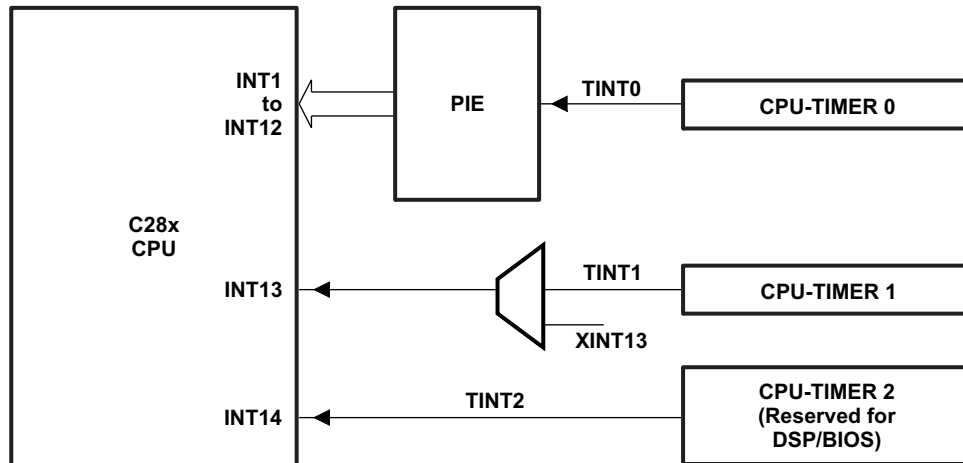 INT1
to
INT12
PIE
TINT0
CPU-TIMER 0
C28x
CPU
INT13
TINT1
CPU-TIMER 1
XINT13
INT14
TINT2
CPU-TIMER 2
(Reserved for
DSP/BIOS)